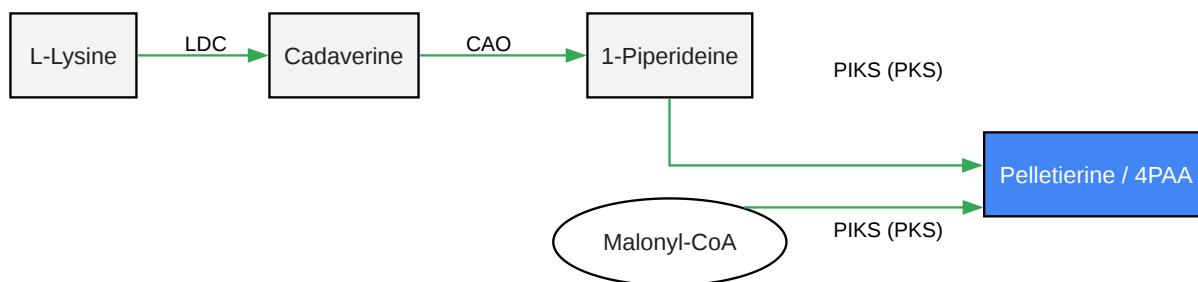 L-Lysine
LDC
Cadaverine
CAO
1-Piperideine
PIKS (PKS)
Pelletierine / 4PAA
Malonyl-CoA
PIKS (PKS)